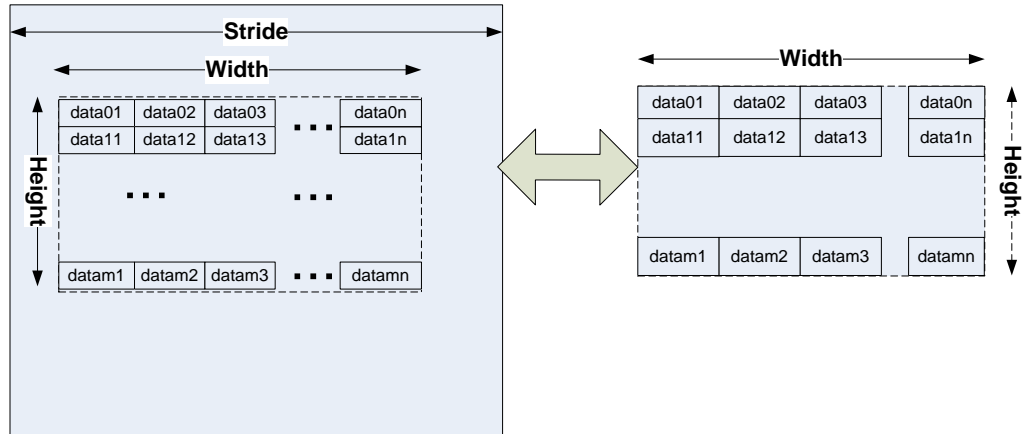 Stride
Width
data01 data02 data03 ... data0n
data11 data12 data13 data1n
... ...
datam1 datam2 datam3 ... datamn
Height
Width
data01 data02 data03 data0n
data11 data12 data13 data1n
datam1 datam2 datam3 datamn
Height